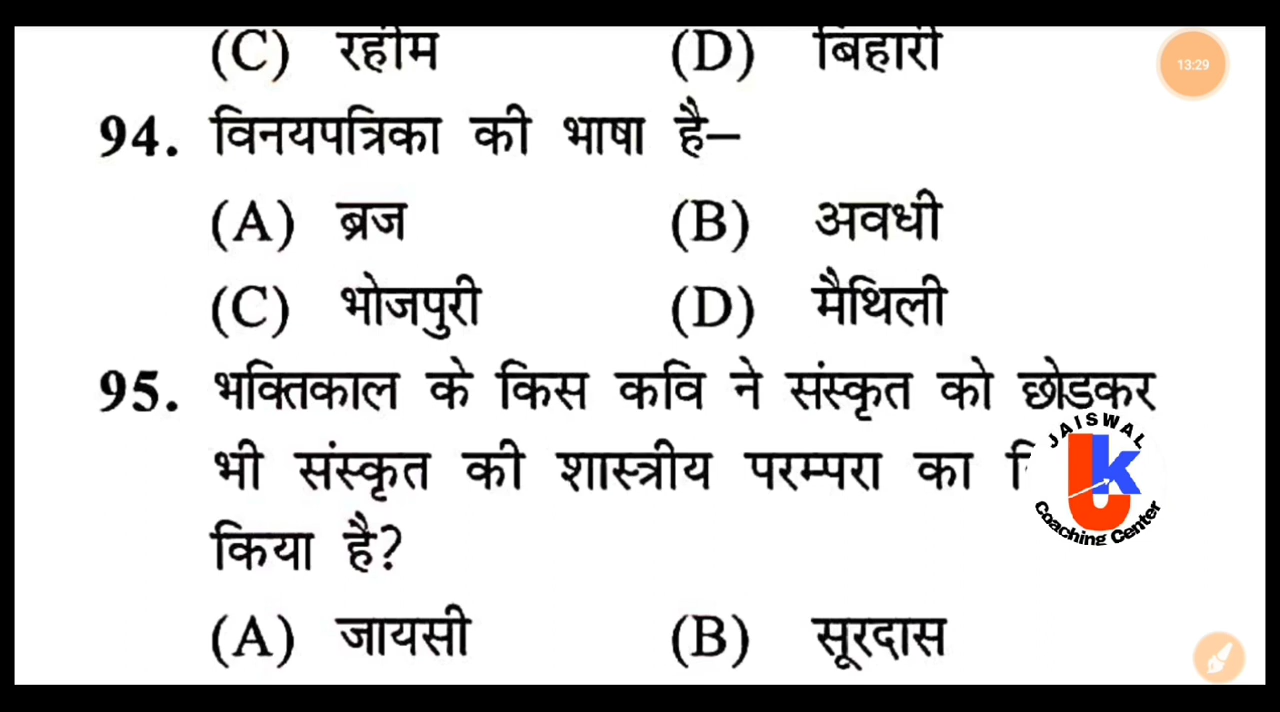 (C) रहीम (D) बिहारी
13:29
94. विनयपत्रिका की भाषा है–
(A) ब्रज (B) अवधी
(C) भोजपुरी (D) मैथिली
95. भक्तिकाल के किस कवि ने संस्कृत को छोडकर
भी संस्कृत की शास्त्रीय परम्परा का
किया है?
JAISWAL
JK
Coaching Center
(A) जायसी (B) सूरदास